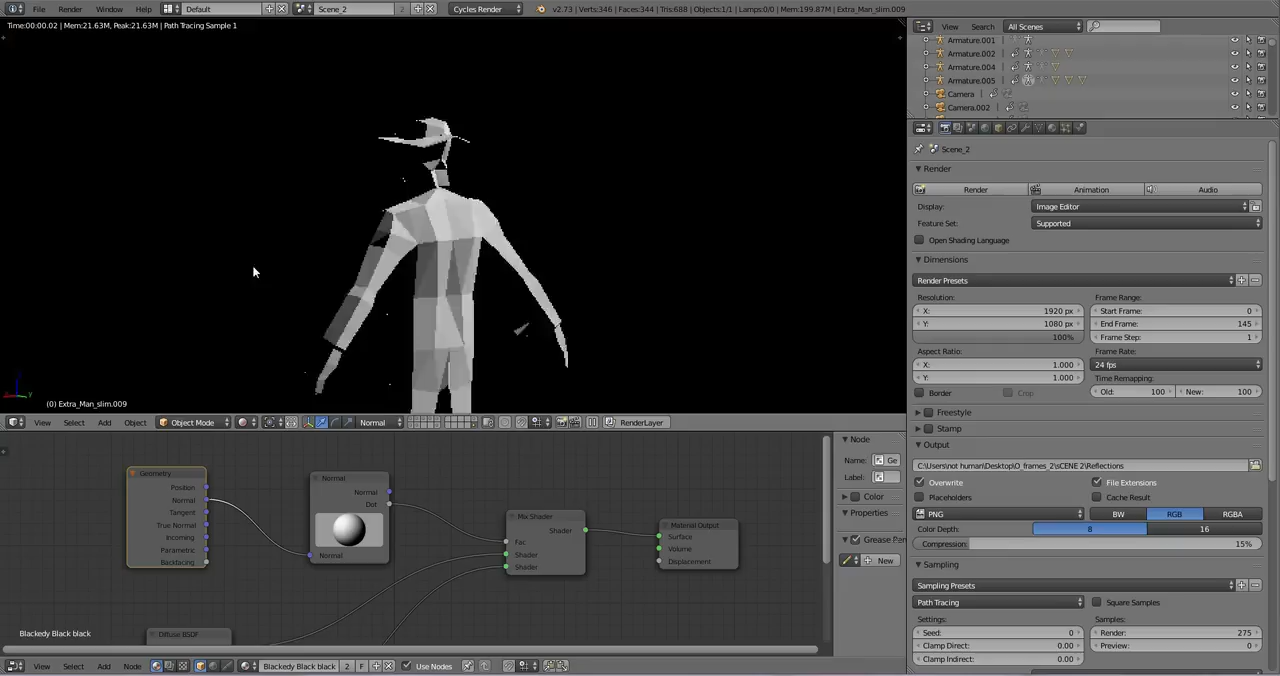 File Render Window Help Default Scene_2 2 Cycles Render v2.73 | Verts:346 | Faces:344 | Tris:688 | Objects:1/1 | Lamps:0/0 | Mem:199.87M | Extra_Man_slim.009
Time:00:00.02 | Mem:21.63M, Peak:21.63M | Path Tracing Sample 1
View Search All Scenes
Armature.001
Armature.002
Armature.004
Armature.005
Camera
Camera.002
Scene_2
Render
Render Animation Audio
Display: Image Editor
Feature Set: Supported
Open Shading Language
Dimensions
Render Presets
Resolution: Frame Range:
X: 1920 px Start Frame: 0
Y: 1080 px End Frame: 145
100% Frame Step: 1
Aspect Ratio: Frame Rate:
X: 1.000 24 fps
Y: 1.000 Time Remapping:
Border Crop Old: 100 New: 100
Freestyle
Stamp
Output
C:\Users\not human\Desktop\O_frames_2\sCENE 2\Reflections
Overwrite File Extensions
Placeholders Cache Result
PNG BW RGB RGBA
Color Depth: 8 16
Compression: 15%
Sampling
Sampling Presets
Path Tracing Square Samples
Settings: Samples:
Seed: 0 Render: 275
Clamp Direct: 0.00 Preview: 0
Clamp Indirect: 0.00
(0) Extra_Man_slim.009
View Select Add Object Object Mode Normal RenderLayer
Geometry
Position
Normal
Tangent
True Normal
Incoming
Parametric
Backfacing
Normal
Normal
Dot
Normal
Mix Shader
Shader
Fac
Shader
Shader
Material Output
Surface
Volume
Displacement
Diffuse BSDF
Blackedy Black black
Node
Name: Ge
Label:
Color
Properties
Grease Pen
New
View Select Add Node Blackedy Black black 2 F Use Nodes